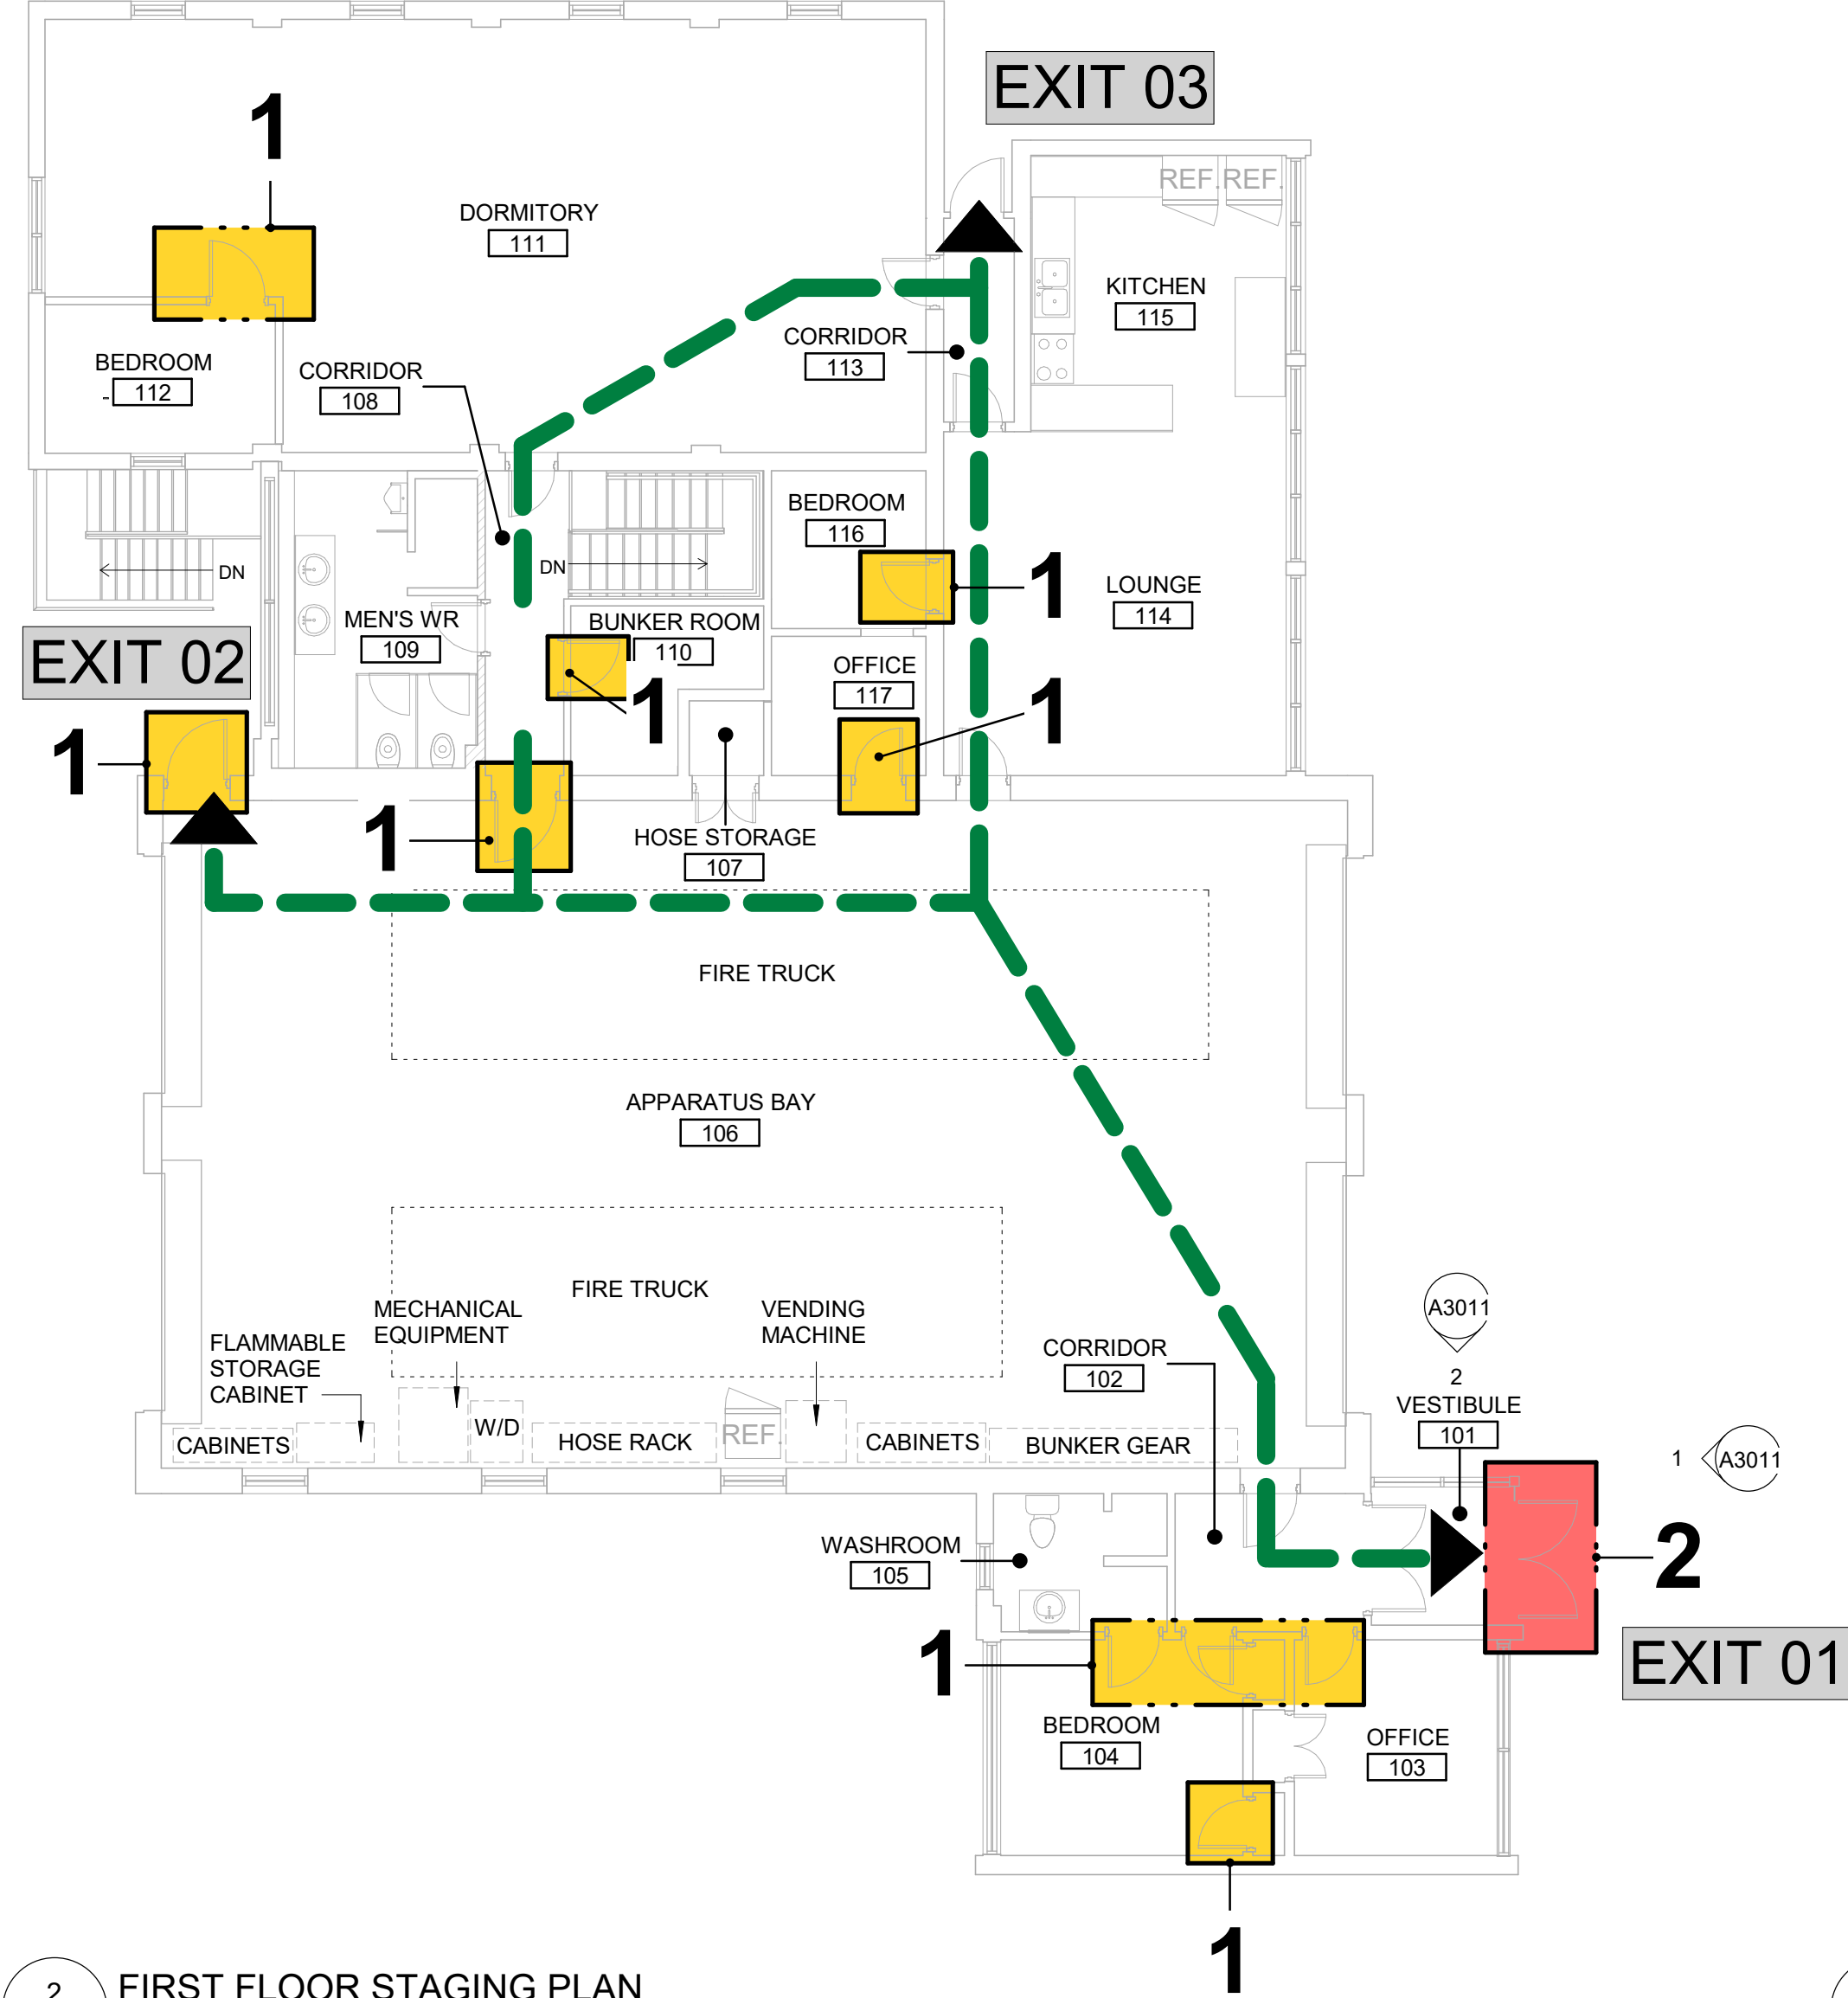 EXIT 03
1
REF.
REF.
DORMITORY
111
KITCHEN
115
CORRIDOR
113
BEDROOM
112
-
CORRIDOR
108
BEDROOM
116
DN
DN
1
LOUNGE
114
MEN'S WR
109
BUNKER ROOM
110
EXIT 02
OFFICE
117
1
1
1
1
HOSE STORAGE
107
FIRE TRUCK
APPARATUS BAY
106
FIRE TRUCK
MECHANICAL
EQUIPMENT
VENDING
MACHINE
FLAMMABLE
STORAGE
CABINET
CORRIDOR
102
A3011
2
VESTIBULE
101
CABINETS
W/D
HOSE RACK
REF.
CABINETS
BUNKER GEAR
1
A3011
WASHROOM
105
2
1
EXIT 01
BEDROOM
104
OFFICE
103
1
2
FIRST FLOOR STAGING PLAN